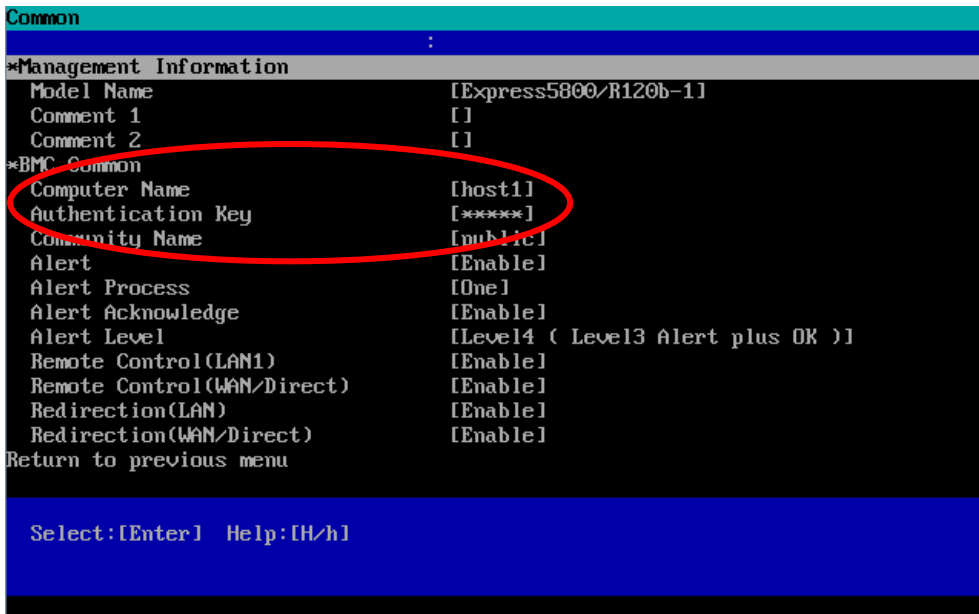 Common
:
*Management Information
Model Name [Express5800/R120b-1]
Comment 1 []
Comment 2 []
*BMC Common
Computer Name [host1]
Authentication Key [*****]
Community Name [public]
Alert [Enable]
Alert Process [One]
Alert Acknowledge [Enable]
Alert Level [Level4 ( Level3 Alert plus OK )]
Remote Control(LAN1) [Enable]
Remote Control(WAN/Direct) [Enable]
Redirection(LAN) [Enable]
Redirection(WAN/Direct) [Enable]
Return to previous menu
Select:[Enter] Help:[H/h]